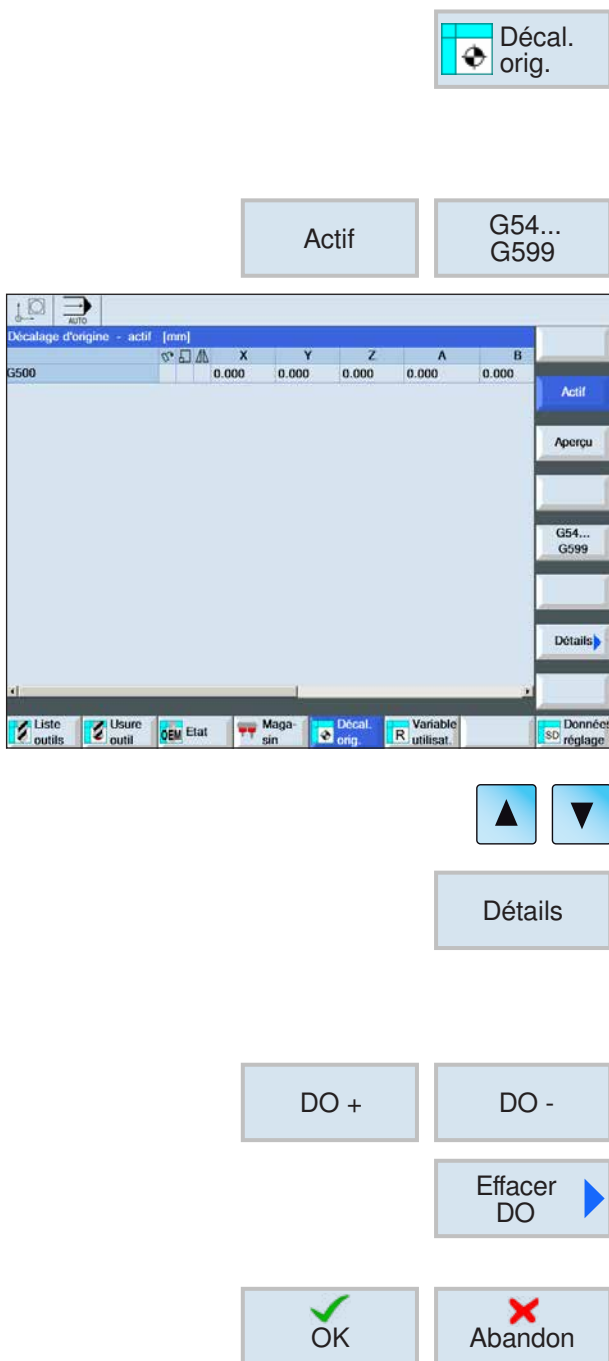 Décal.
orig.
Actif
G54...
G599
AUTO
Décalage d'origine - actif [mm]
X Y Z A B
G500 0.000 0.000 0.000 0.000 0.000
Actif
Aperçu
G54...
G599
Détails
Liste
outils
Usure
outil
OEM Etat
Maga-
sin
Décal.
orig.
R Variable
utilisat.
SD Données
réglage
Détails
DO +
DO -
Effacer
DO
OK
Abandon